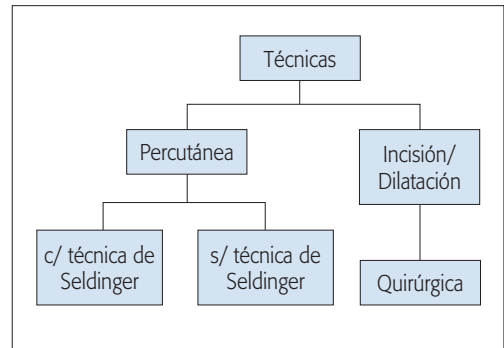 Técnicas
Percutánea
Incisión/
Dilatación
c/ técnica de
Seldinger
s/ técnica de
Seldinger
Quirúrgica